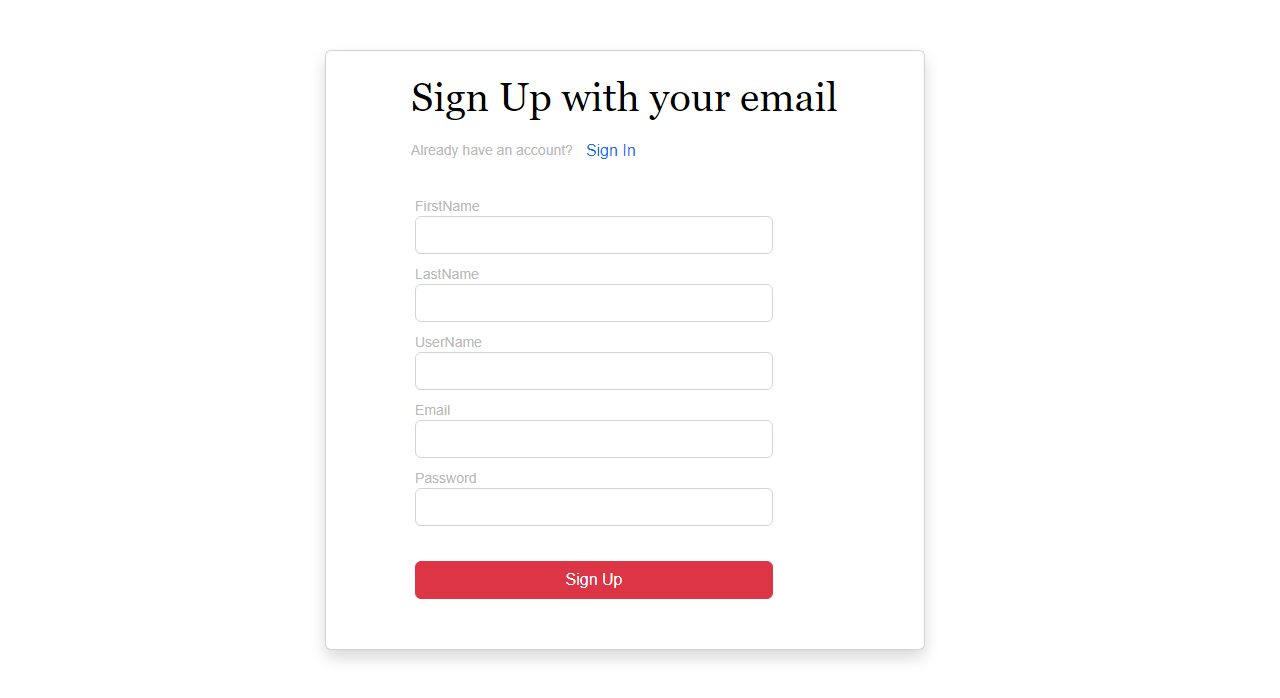 Sign Up with your email
Already have an account? Sign In
FirstName
LastName
UserName
Email
Password
Sign Up